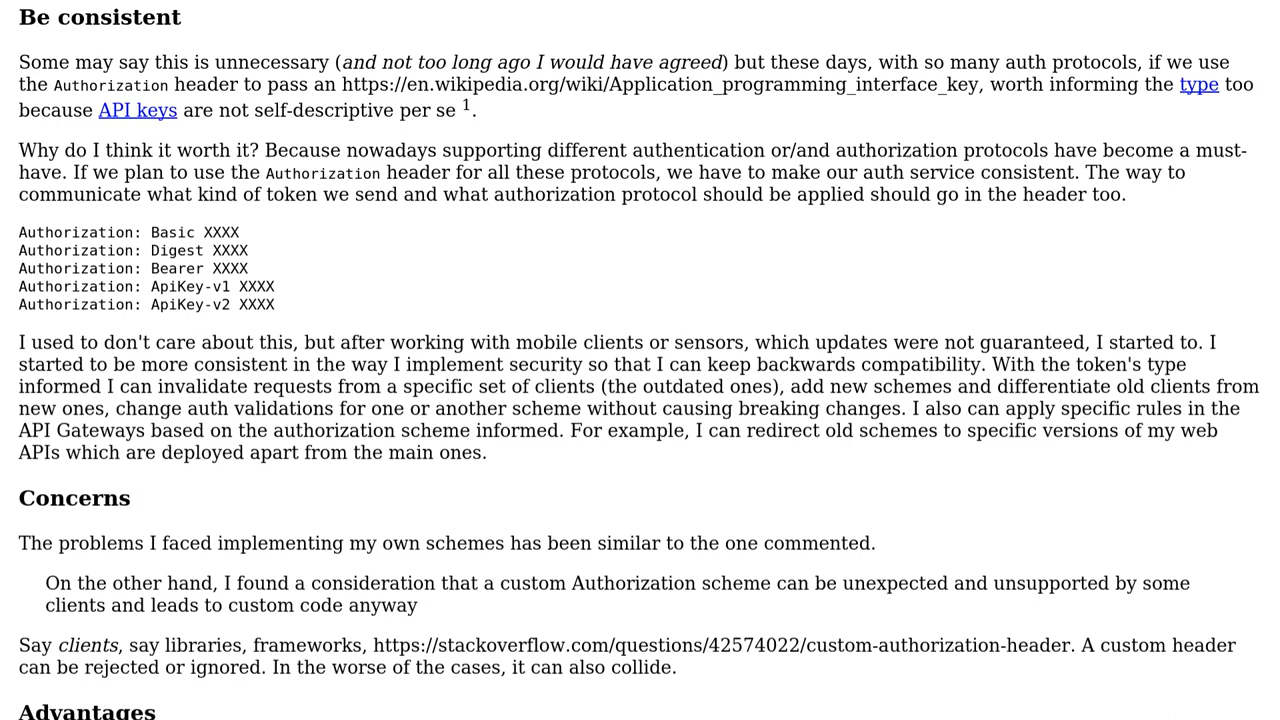 Be consistent
Some may say this is unnecessary (and not too long ago I would have agreed) but these days, with so many auth protocols, if we use
the Authorization header to pass an https://en.wikipedia.org/wiki/Application_programming_interface_key, worth informing the type too
because API keys are not self-descriptive per se 1.
Why do I think it worth it? Because nowadays supporting different authentication or/and authorization protocols have become a must-
have. If we plan to use the Authorization header for all these protocols, we have to make our auth service consistent. The way to
communicate what kind of token we send and what authorization protocol should be applied should go in the header too.
Authorization: Basic XXXX
Authorization: Digest XXXX
Authorization: Bearer XXXX
Authorization: ApiKey-v1 XXXX
Authorization: ApiKey-v2 XXXX
I used to don't care about this, but after working with mobile clients or sensors, which updates were not guaranteed, I started to. I
started to be more consistent in the way I implement security so that I can keep backwards compatibility. With the token's type
informed I can invalidate requests from a specific set of clients (the outdated ones), add new schemes and differentiate old clients from
new ones, change auth validations for one or another scheme without causing breaking changes. I also can apply specific rules in the
API Gateways based on the authorization scheme informed. For example, I can redirect old schemes to specific versions of my web
APIs which are deployed apart from the main ones.
Concerns
The problems I faced implementing my own schemes has been similar to the one commented.
On the other hand, I found a consideration that a custom Authorization scheme can be unexpected and unsupported by some
clients and leads to custom code anyway
Say clients, say libraries, frameworks, https://stackoverflow.com/questions/42574022/custom-authorization-header. A custom header
can be rejected or ignored. In the worse of the cases, it can also collide.
Advantages